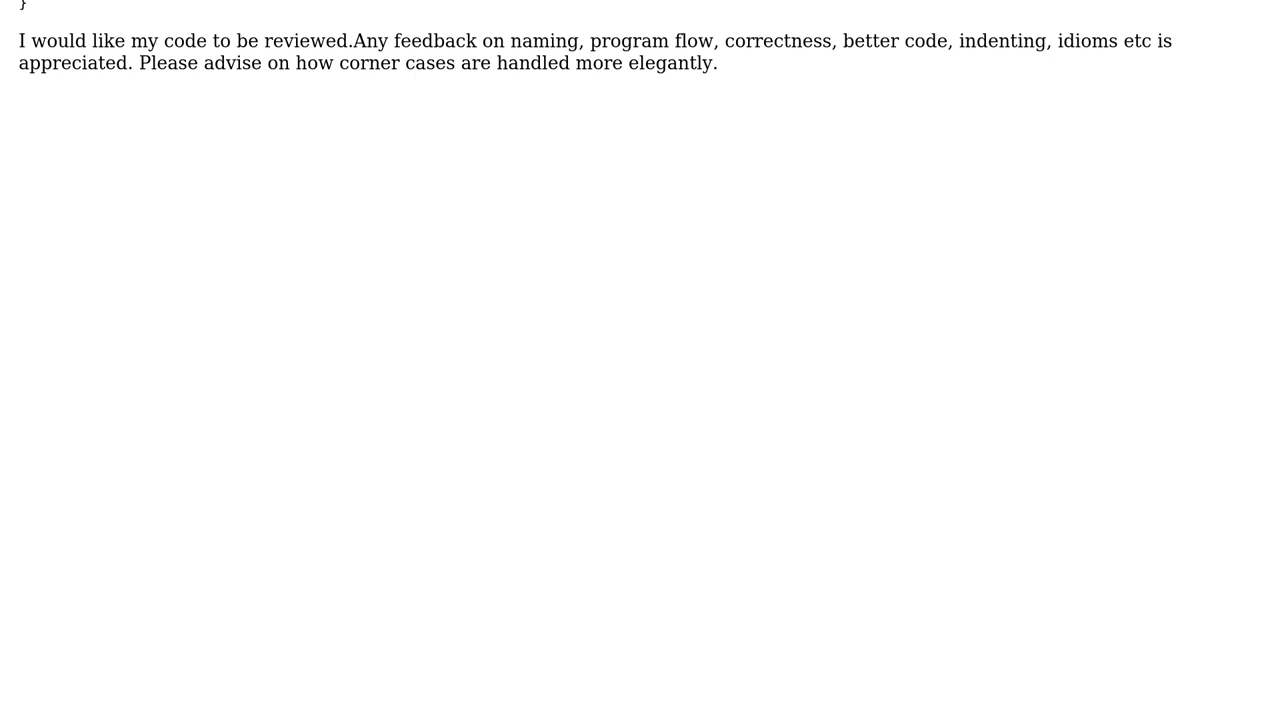 }
I would like my code to be reviewed.Any feedback on naming, program flow, correctness, better code, indenting, idioms etc is
appreciated. Please advise on how corner cases are handled more elegantly.